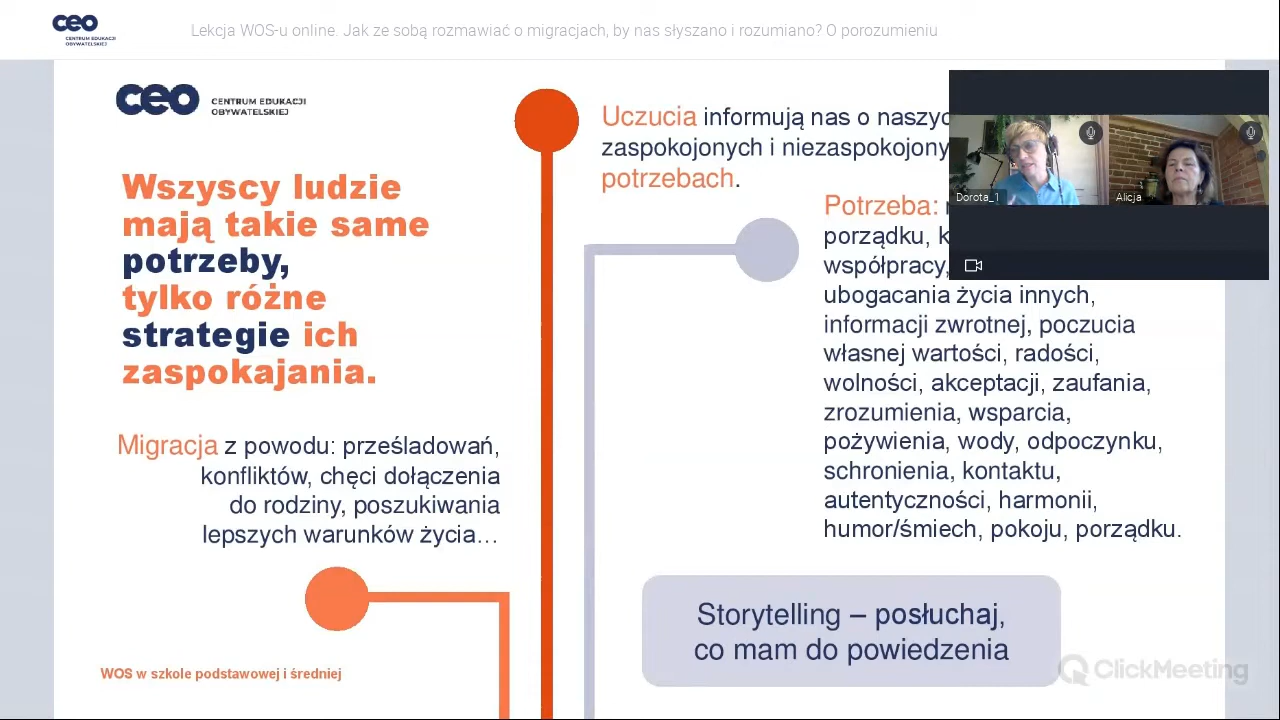 ceo
CENTRUM EDUKACJI
OBYWATELSKIEJ
Lekcja WOS-u online. Jak ze sobą rozmawiać o migracjach, by nas słyszano i rozumiano? O porozumieniu
ceo
CENTRUM EDUKACJI
OBYWATELSKIEJ
Wszyscy ludzie
mają takie same
potrzeby,
tylko różne
strategie ich
zaspokajania.
Migracja z powodu: prześladowań,
konfliktów, chęci dołączenia
do rodziny, poszukiwania
lepszych warunków życia...
WOS w szkole podstawowej i średniej
Uczucia informują nas o
zaspokojonych i
potrzebach.
Potrzeba:
porządku,
współpracy,
ubogacania życia innych,
informacji zwrotnej, poczucia
własnej wartości, radości,
wolności, akceptacji, zaufania,
zrozumienia, wsparcia,
pożywienia, wody, odpoczynku,
schronienia, kontaktu,
autentyczności, harmonii,
humor/śmiech, pokoju, porządku.
Storytelling – posłuchaj,
co mam do powiedzenia
Dorota_1
Alicja
ClickMeeting